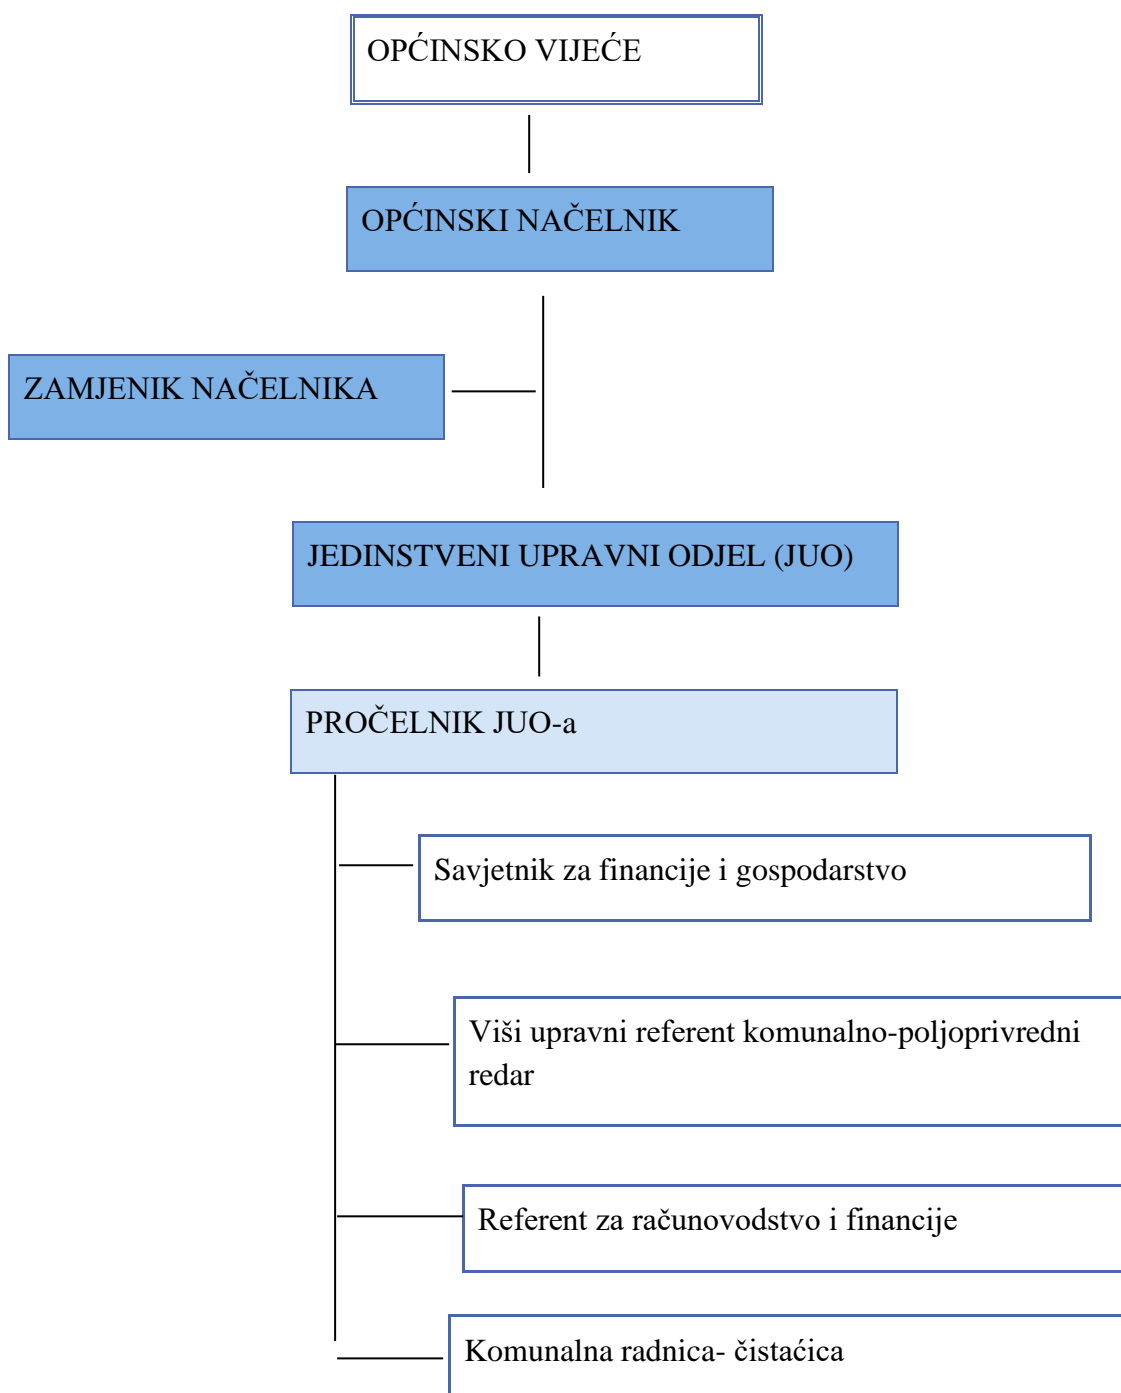 OPĆINSKO VIJEĆE
OPĆINSKI NAČELNIK
ZAMJENIK NAČELNIKA
JEDINSTVENI UPRAVNI ODJEL (JUO)
PROČELNIK JUO-a
Savjetnik za financije i gospodarstvo
Viši upravni referent komunalno-poljoprivredni
redar
Referent za računovodstvo i financije
Komunalna radnica- čistaćica